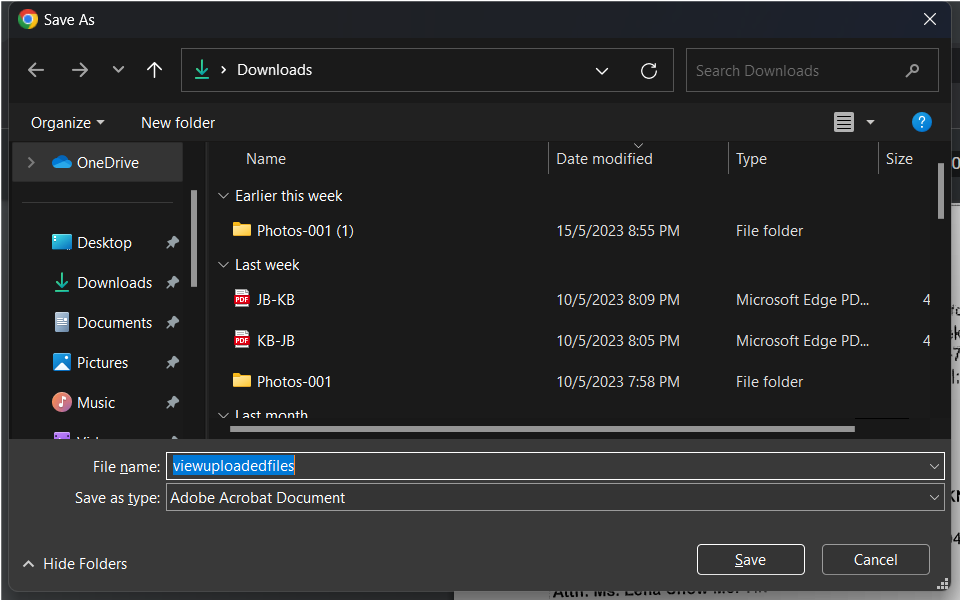 Save As
Downloads
Search Downloads
Organize
New folder
OneDrive
Name
Date modified
Type
Size
Earlier this week
Photos-001 (1) 15/5/2023 8:55 PM File folder
Desktop
Last week
Downloads
JB-KB 10/5/2023 8:09 PM Microsoft Edge PD... 4
Documents
KB-JB 10/5/2023 8:05 PM Microsoft Edge PD... 4
Pictures
Photos-001 10/5/2023 7:58 PM File folder
Music
Last month
File name: viewuploadedfiles
Save as type: Adobe Acrobat Document
Hide Folders
Save
Cancel